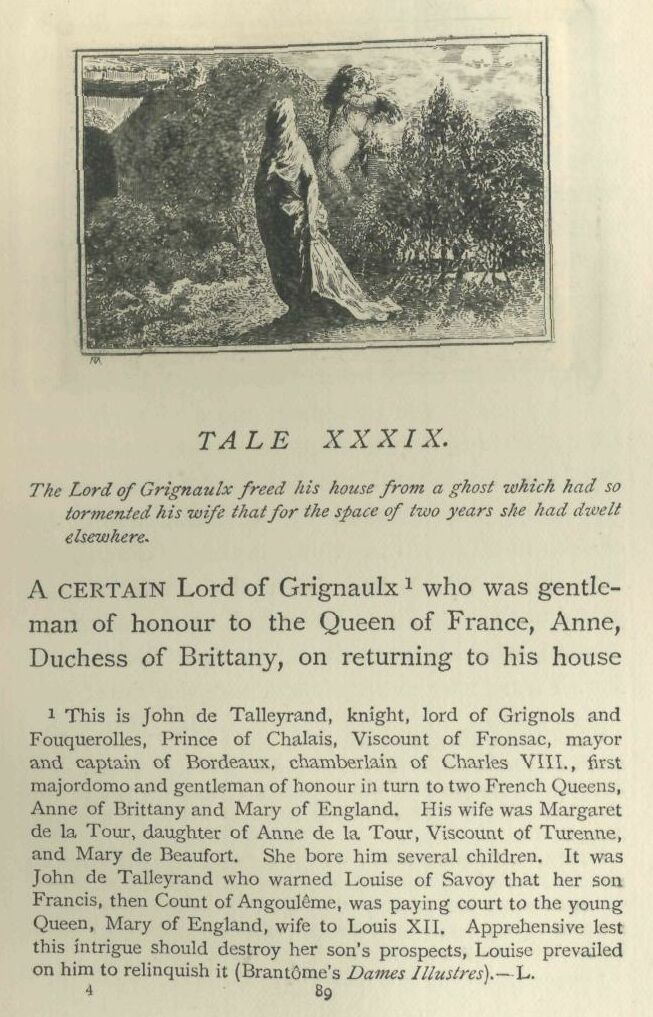 TALE XXXIX.
The Lord of Grignaulx freed his house from a ghost which had so
tormented his wife that for the space of two years she had dwelt
elsewhere.
A CERTAIN Lord of Grignaulx 1 who was gentle-
man of honour to the Queen of France, Anne,
Duchess of Brittany, on returning to his house
1 This is John de Talleyrand, knight, lord of Grignols and
Fouquerolles, Prince of Chalais, Viscount of Fronsac, mayor
and captain of Bordeaux, chamberlain of Charles VIII., first
majordomo and gentleman of honour in turn to two French Queens,
Anne of Brittany and Mary of England. His wife was Margaret
de la Tour, daughter of Anne de la Tour, Viscount of Turenne,
and Mary de Beaufort. She bore him several children. It was
John de Talleyrand who warned Louise of Savoy that her son
Francis, then Count of Angoulême, was paying court to the young
Queen, Mary of England, wife to Louis XII. Apprehensive lest
this intrigue should destroy her son's prospects, Louise prevailed
on him to relinquish it (Brantôme's Dames Illustres).—L.
4 89